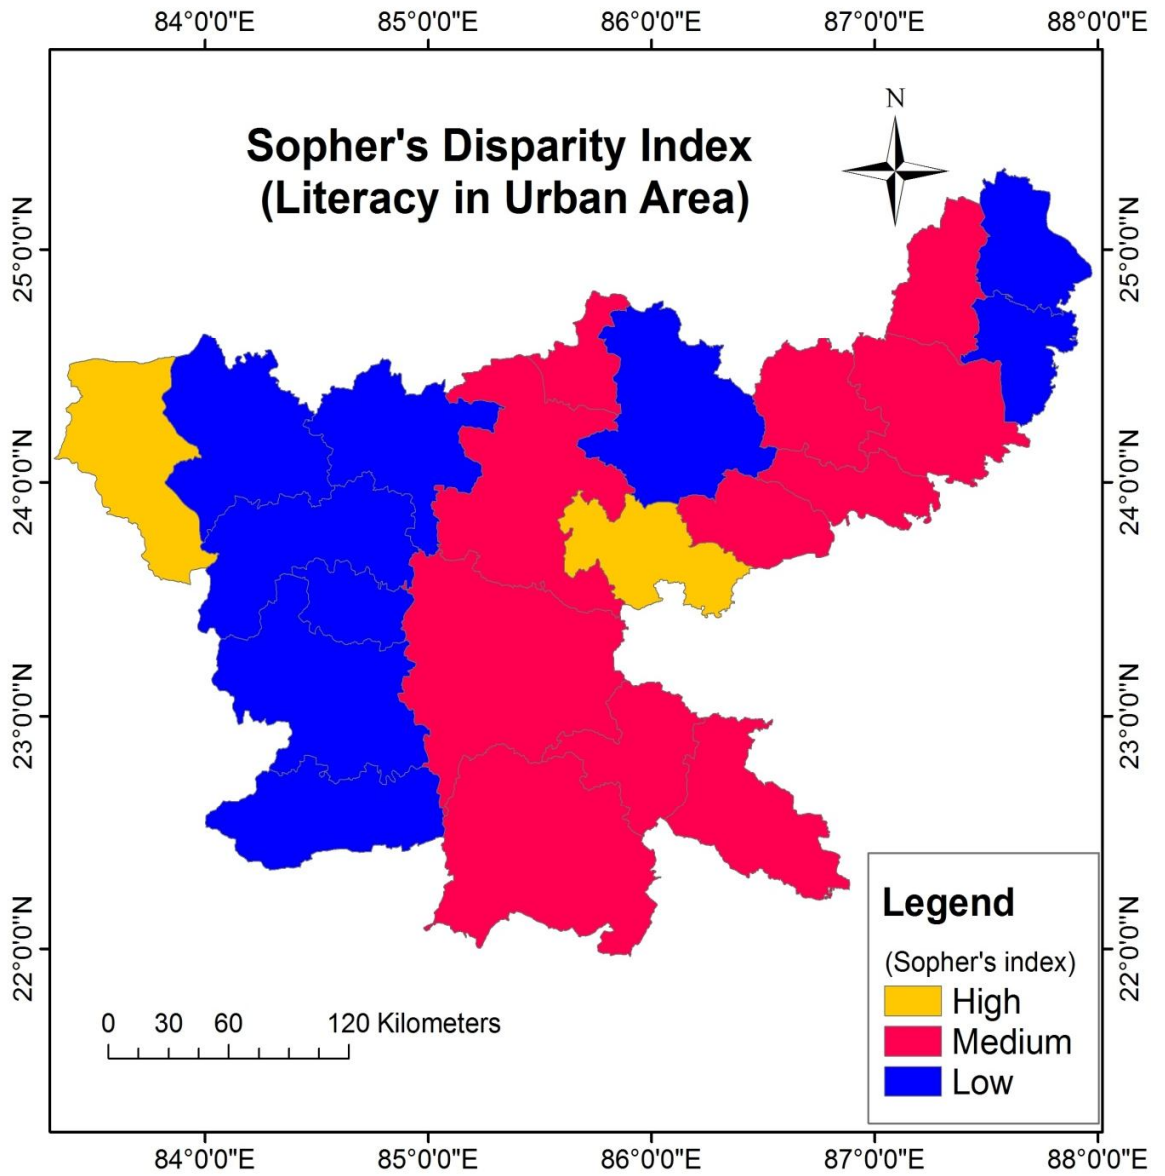 84°0'0"E 85°0'0"E 86°0'0"E 87°0'0"E 88°0'0"E
N
Sopher's Disparity Index
(Literacy in Urban Area)
25°0'0"N 25°0'0"N
24°0'0"N 24°0'0"N
23°0'0"N 23°0'0"N
22°0'0"N 22°0'0"N
Legend
(Sopher's index)
High
Medium
Low
0 30 60 120 Kilometers
84°0'0"E 85°0'0"E 86°0'0"E 87°0'0"E 88°0'0"E